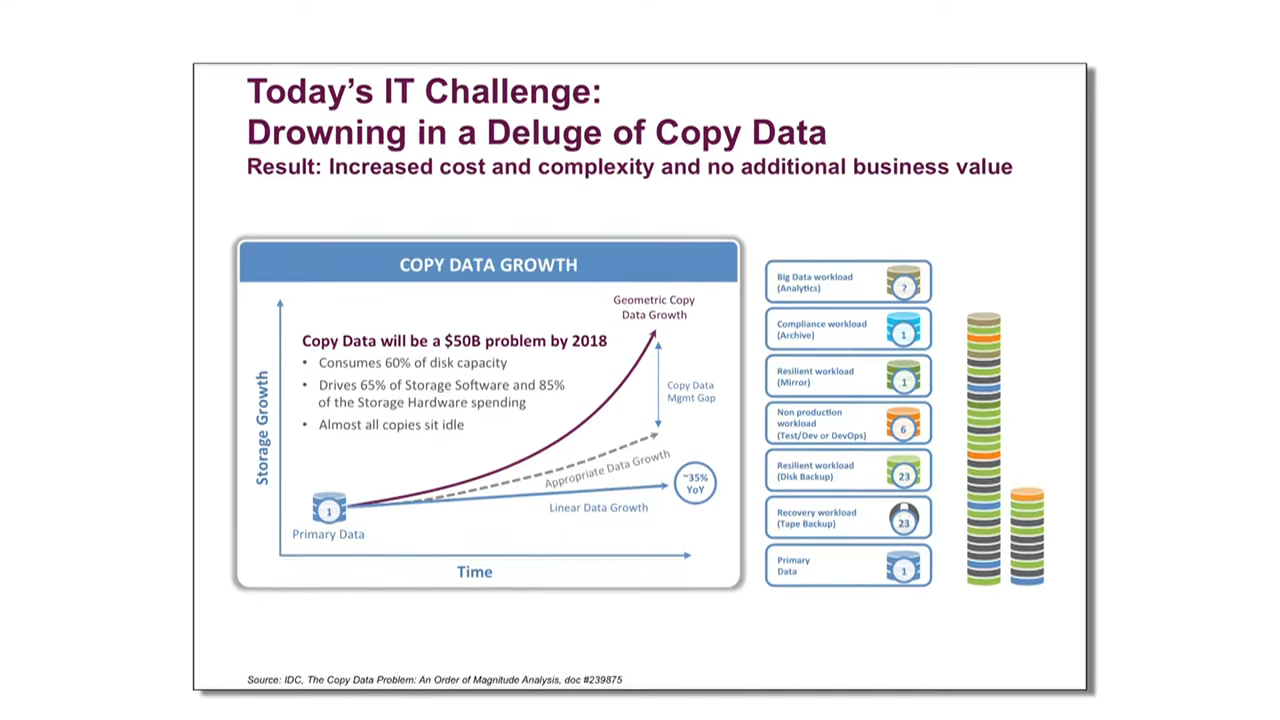 Today's IT Challenge:
Drowning in a Deluge of Copy Data
Result: Increased cost and complexity and no additional business value
COPY DATA GROWTH
Geometric Copy
Data Growth
Copy Data will be a $50B problem by 2018
• Consumes 60% of disk capacity
• Drives 65% of Storage Software and 85%
of the Storage Hardware spending
• Almost all copies sit idle
Copy Data
Mgmt Gap
Storage Growth
Appropriate Data Growth
~35%
YoY
Linear Data Growth
1
Primary Data
Time
Big Data workload
(Analytics)
?
Compliance workload
(Archive)
1
Resilient workload
(Mirror)
1
Non production
workload
(Test/Dev or DevOps)
6
Resilient workload
(Disk Backup)
23
Recovery workload
(Tape Backup)
23
Primary
Data
1
Source: IDC, The Copy Data Problem: An Order of Magnitude Analysis, doc #239875